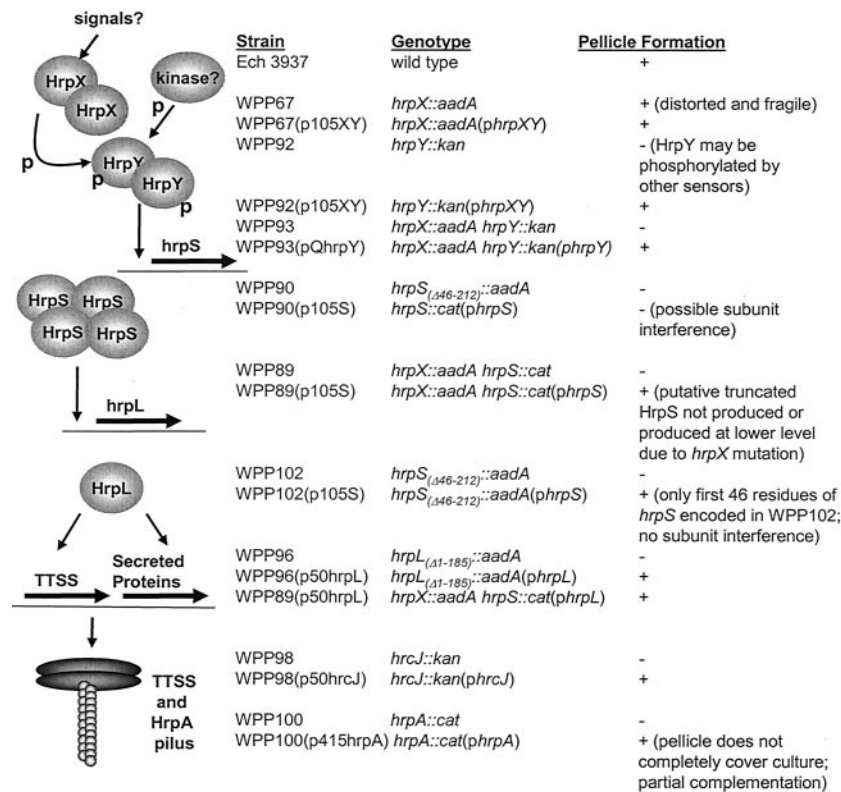 signals?
HrpX
HrpX
kinase?
p
p
HrpY
p
HrpY
p
hrpS
HrpS
HrpS
HrpS
HrpS
hrpL
HrpL
TTSS
Secreted
Proteins
TTSS
and
HrpA
pilus
Strain Genotype Pellicle Formation
Ech 3937 wild type +
WPP67 hrpX::aadA + (distorted and fragile)
WPP67(p105XY) hrpX::aadA(phrpXY) +
WPP92 hrpY::kan - (HrpY may be
phosphorylated by
other sensors)
WPP92(p105XY) hrpY::kan(phrpXY) +
WPP93 hrpX::aadA hrpY::kan -
WPP93(pQhrpY) hrpX::aadA hrpY::kan(phrpY) +
WPP90 hrpS(Δ46-212)::aadA -
WPP90(p105S) hrpS::cat(phrpS) - (possible subunit
interference)
WPP89 hrpX::aadA hrpS::cat -
WPP89(p105S) hrpX::aadA hrpS::cat(phrpS) + (putative truncated
HrpS not produced or
produced at lower level
due to hrpX mutation)
WPP102 hrpS(Δ46-212)::aadA -
WPP102(p105S) hrpS(Δ46-212)::aadA(phrpS) + (only first 46 residues of
hrpS encoded in WPP102;
no subunit interference)
WPP96 hrpL(Δ1-185)::aadA -
WPP96(p50hrpL) hrpL(Δ1-185)::aadA(phrpL) +
WPP89(p50hrpL) hrpX::aadA hrpS::cat(phrpL) +
WPP98 hrcJ::kan -
WPP98(p50hrcJ) hrcJ::kan(phrcJ) +
WPP100 hrpA::cat -
WPP100(p415hrpA) hrpA::cat(phrpA) + (pellicle does not
completely cover culture;
partial complementation)